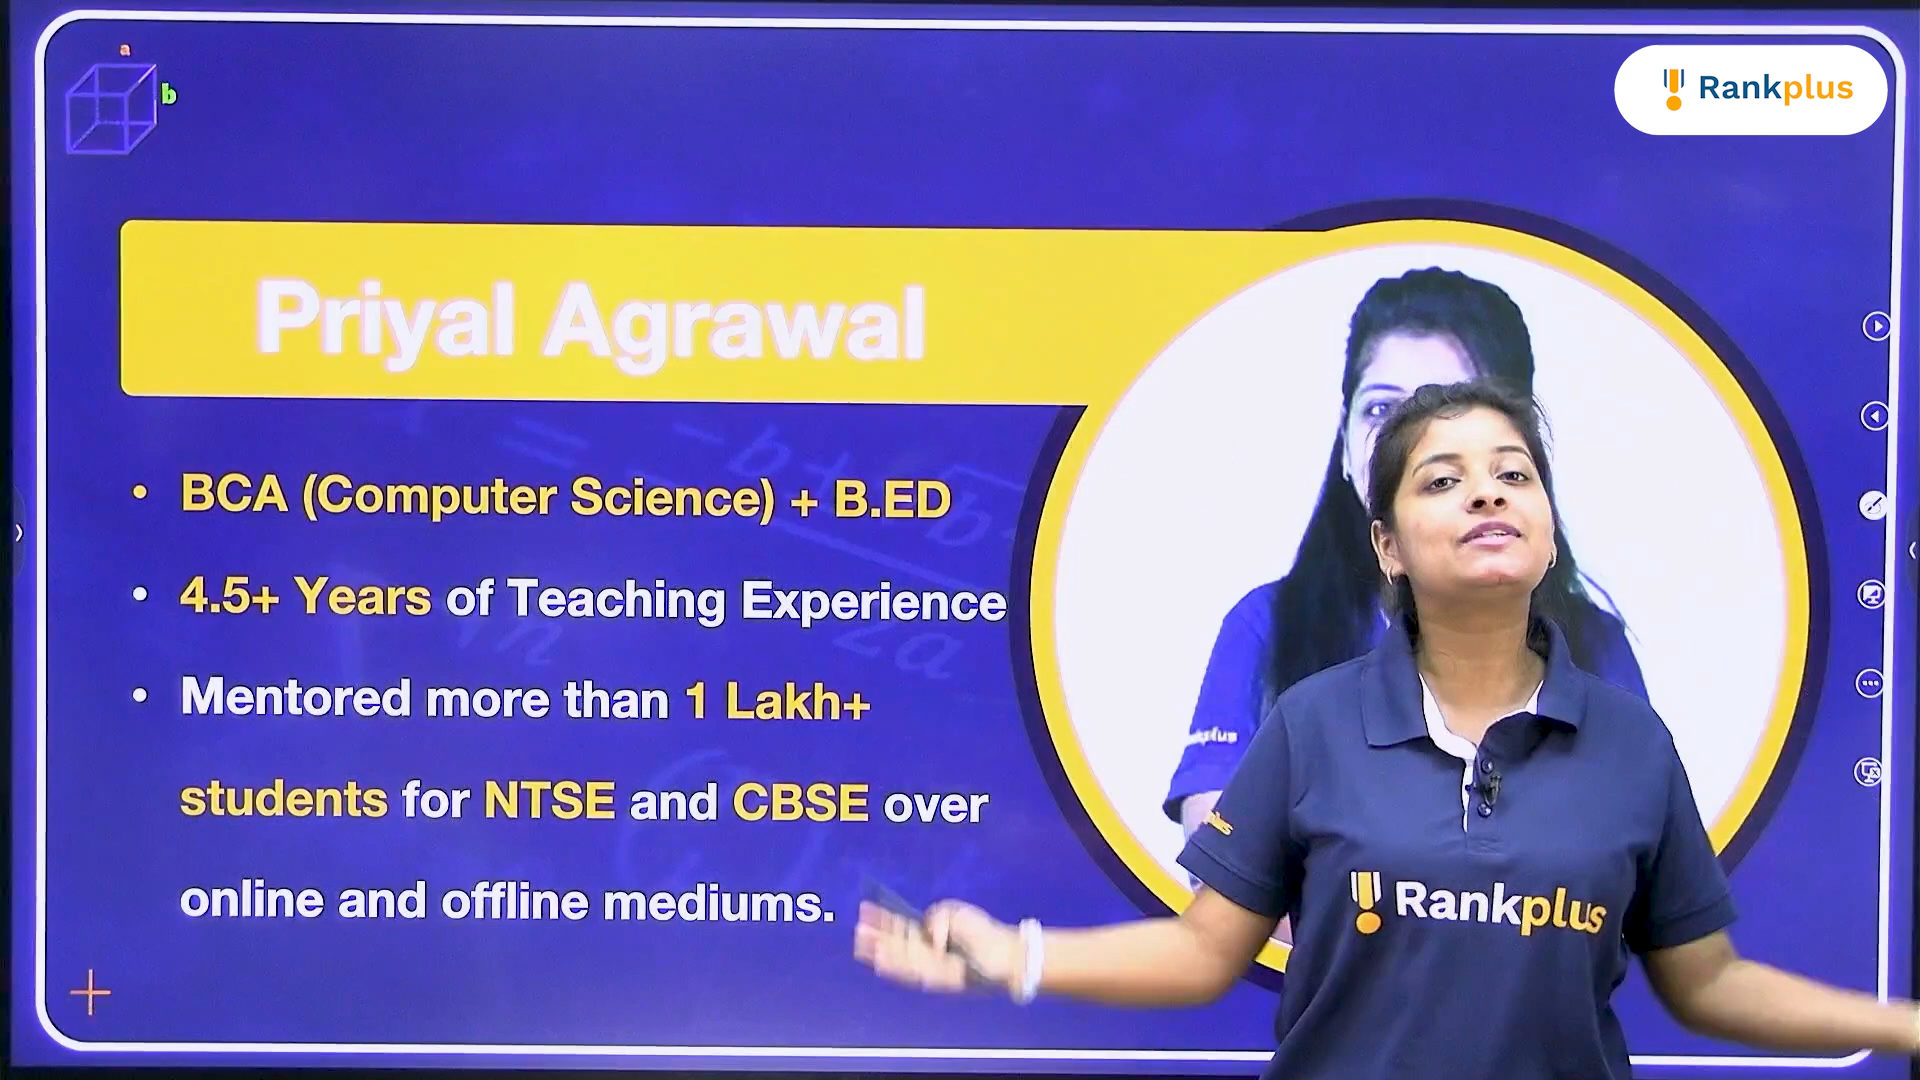 a
b
Rankplus
Priyal Agrawal
• BCA (Computer Science) + B.ED
• 4.5+ Years of Teaching Experience
• Mentored more than 1 Lakh+
students for NTSE and CBSE over
online and offline mediums.
Rankplus